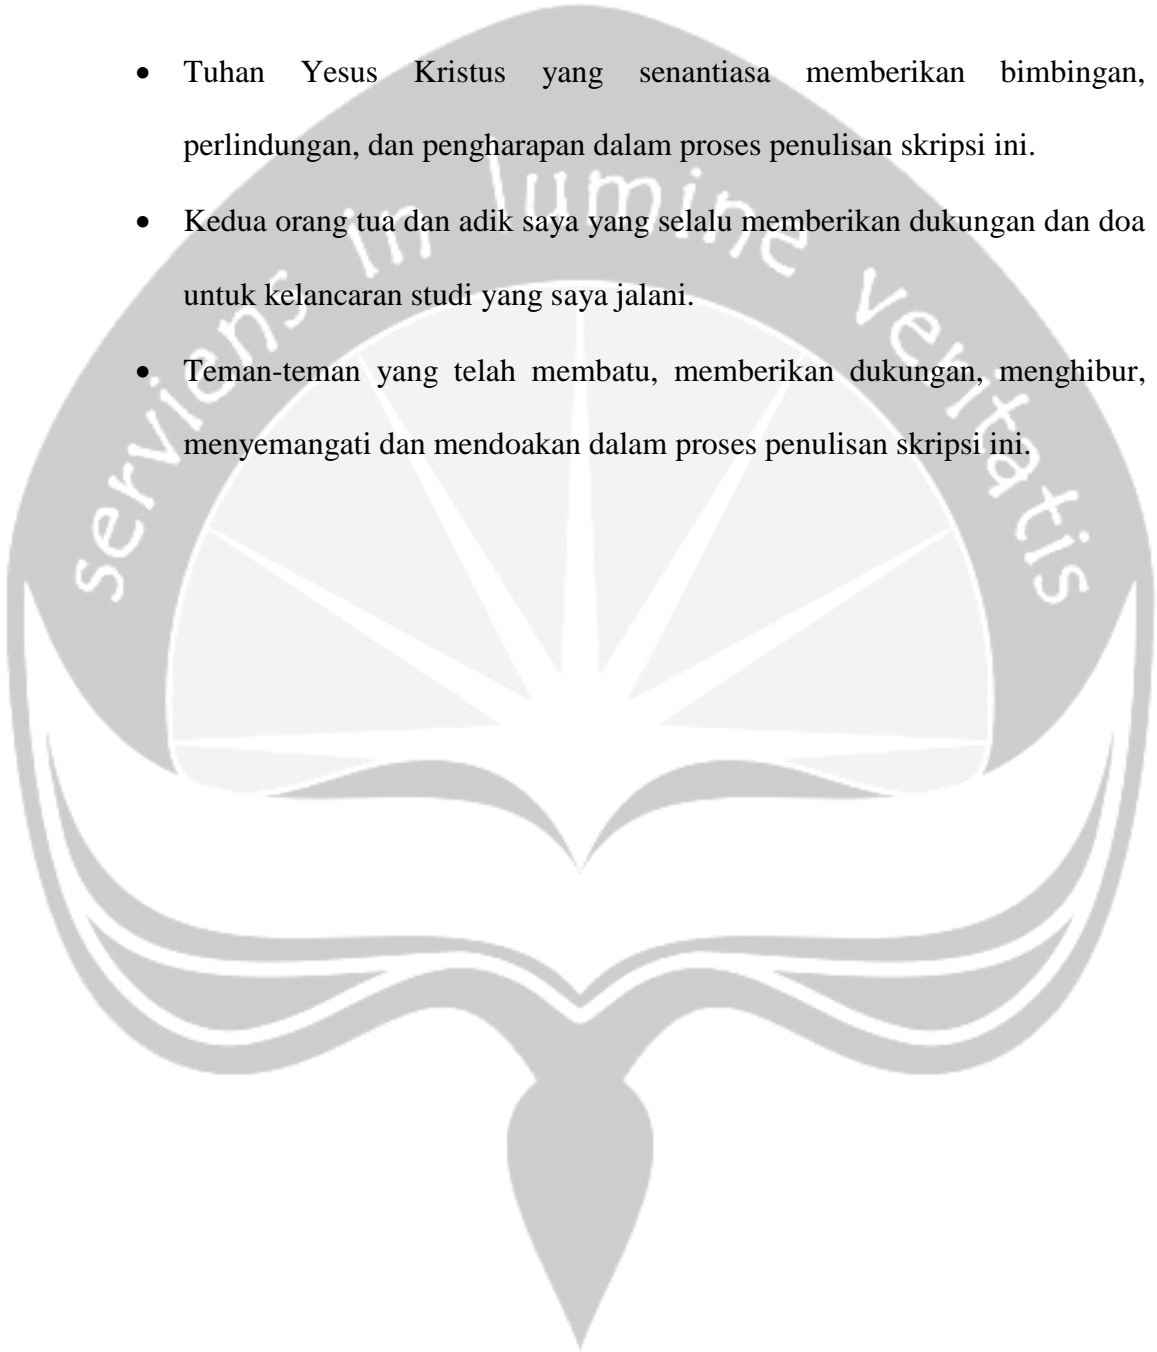 • Tuhan Yesus Kristus yang senantiasa memberikan bimbingan,
perlindungan, dan pengharapan dalam proses penulisan skripsi ini.
• Kedua orang tua dan adik saya yang selalu memberikan dukungan dan doa
untuk kelancaran studi yang saya jalani.
• Teman-teman yang telah membatu, memberikan dukungan, menghibur,
menyemangati dan mendoakan dalam proses penulisan skripsi ini.
serviens in lumine veritatis